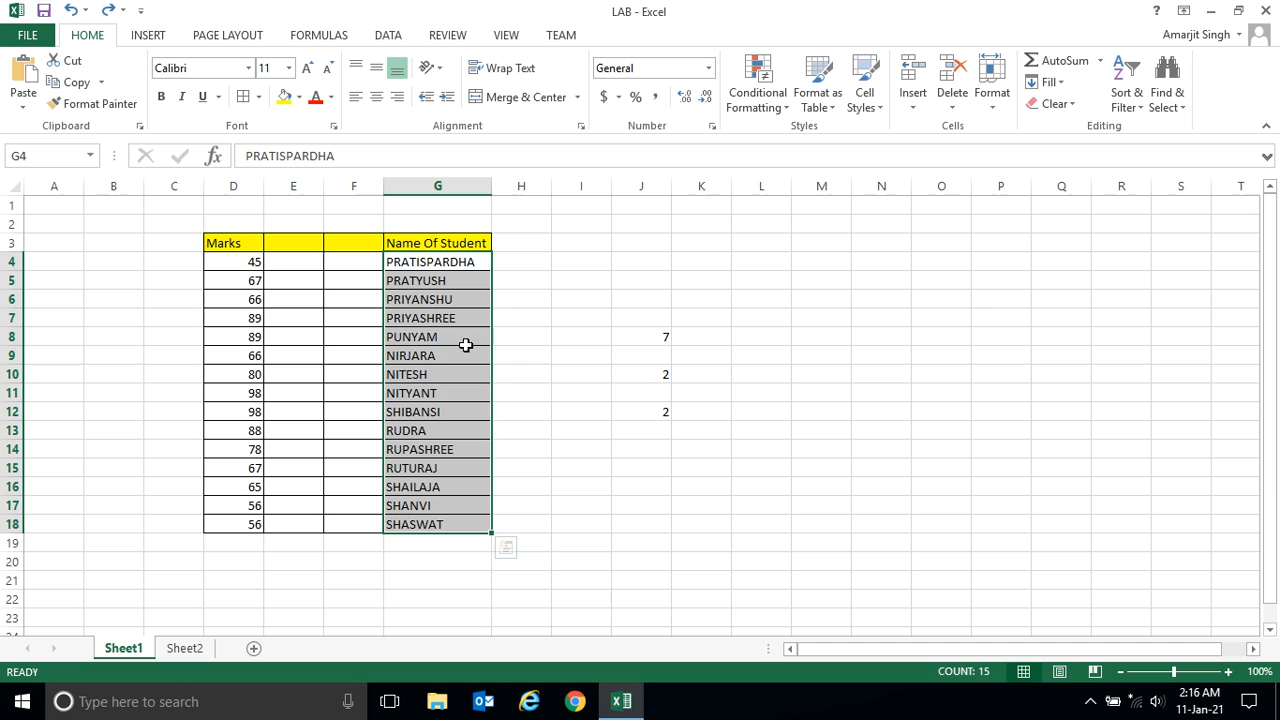 LAB - Excel
?
FILE HOME INSERT PAGE LAYOUT FORMULAS DATA REVIEW VIEW TEAM Amarjit Singh
Paste
Cut
Copy
Format Painter
Clipboard
Calibri 11
B I U A
Font
Wrap Text
Merge & Center
Alignment
General
$ % ,
Number
Conditional Formatting
Format as Table
Cell Styles
Styles
Insert Delete Format
Cells
AutoSum
Fill
Clear
Sort & Filter
Find & Select
Editing
G4 fx PRATISPARDHA
A B C D E F G H I J K L M N O P Q R S T
1
2
3 Marks Name Of Student
4 45 PRATISPARDHA
5 67 PRATYUSH
6 66 PRIYANSHU
7 89 PRIYASHREE
8 89 PUNYAM 7
9 66 NIRJARA
10 80 NITESH 2
11 98 NITYANT
12 98 SHIBANSI 2
13 88 RUDRA
14 78 RUPASHREE
15 67 RUTURAJ
16 65 SHAILAJA
17 56 SHANVI
18 56 SHASWAT
19
20
21
22
23
Sheet1 Sheet2
READY COUNT: 15 100%
Type here to search
2:16 AM
11-Jan-21